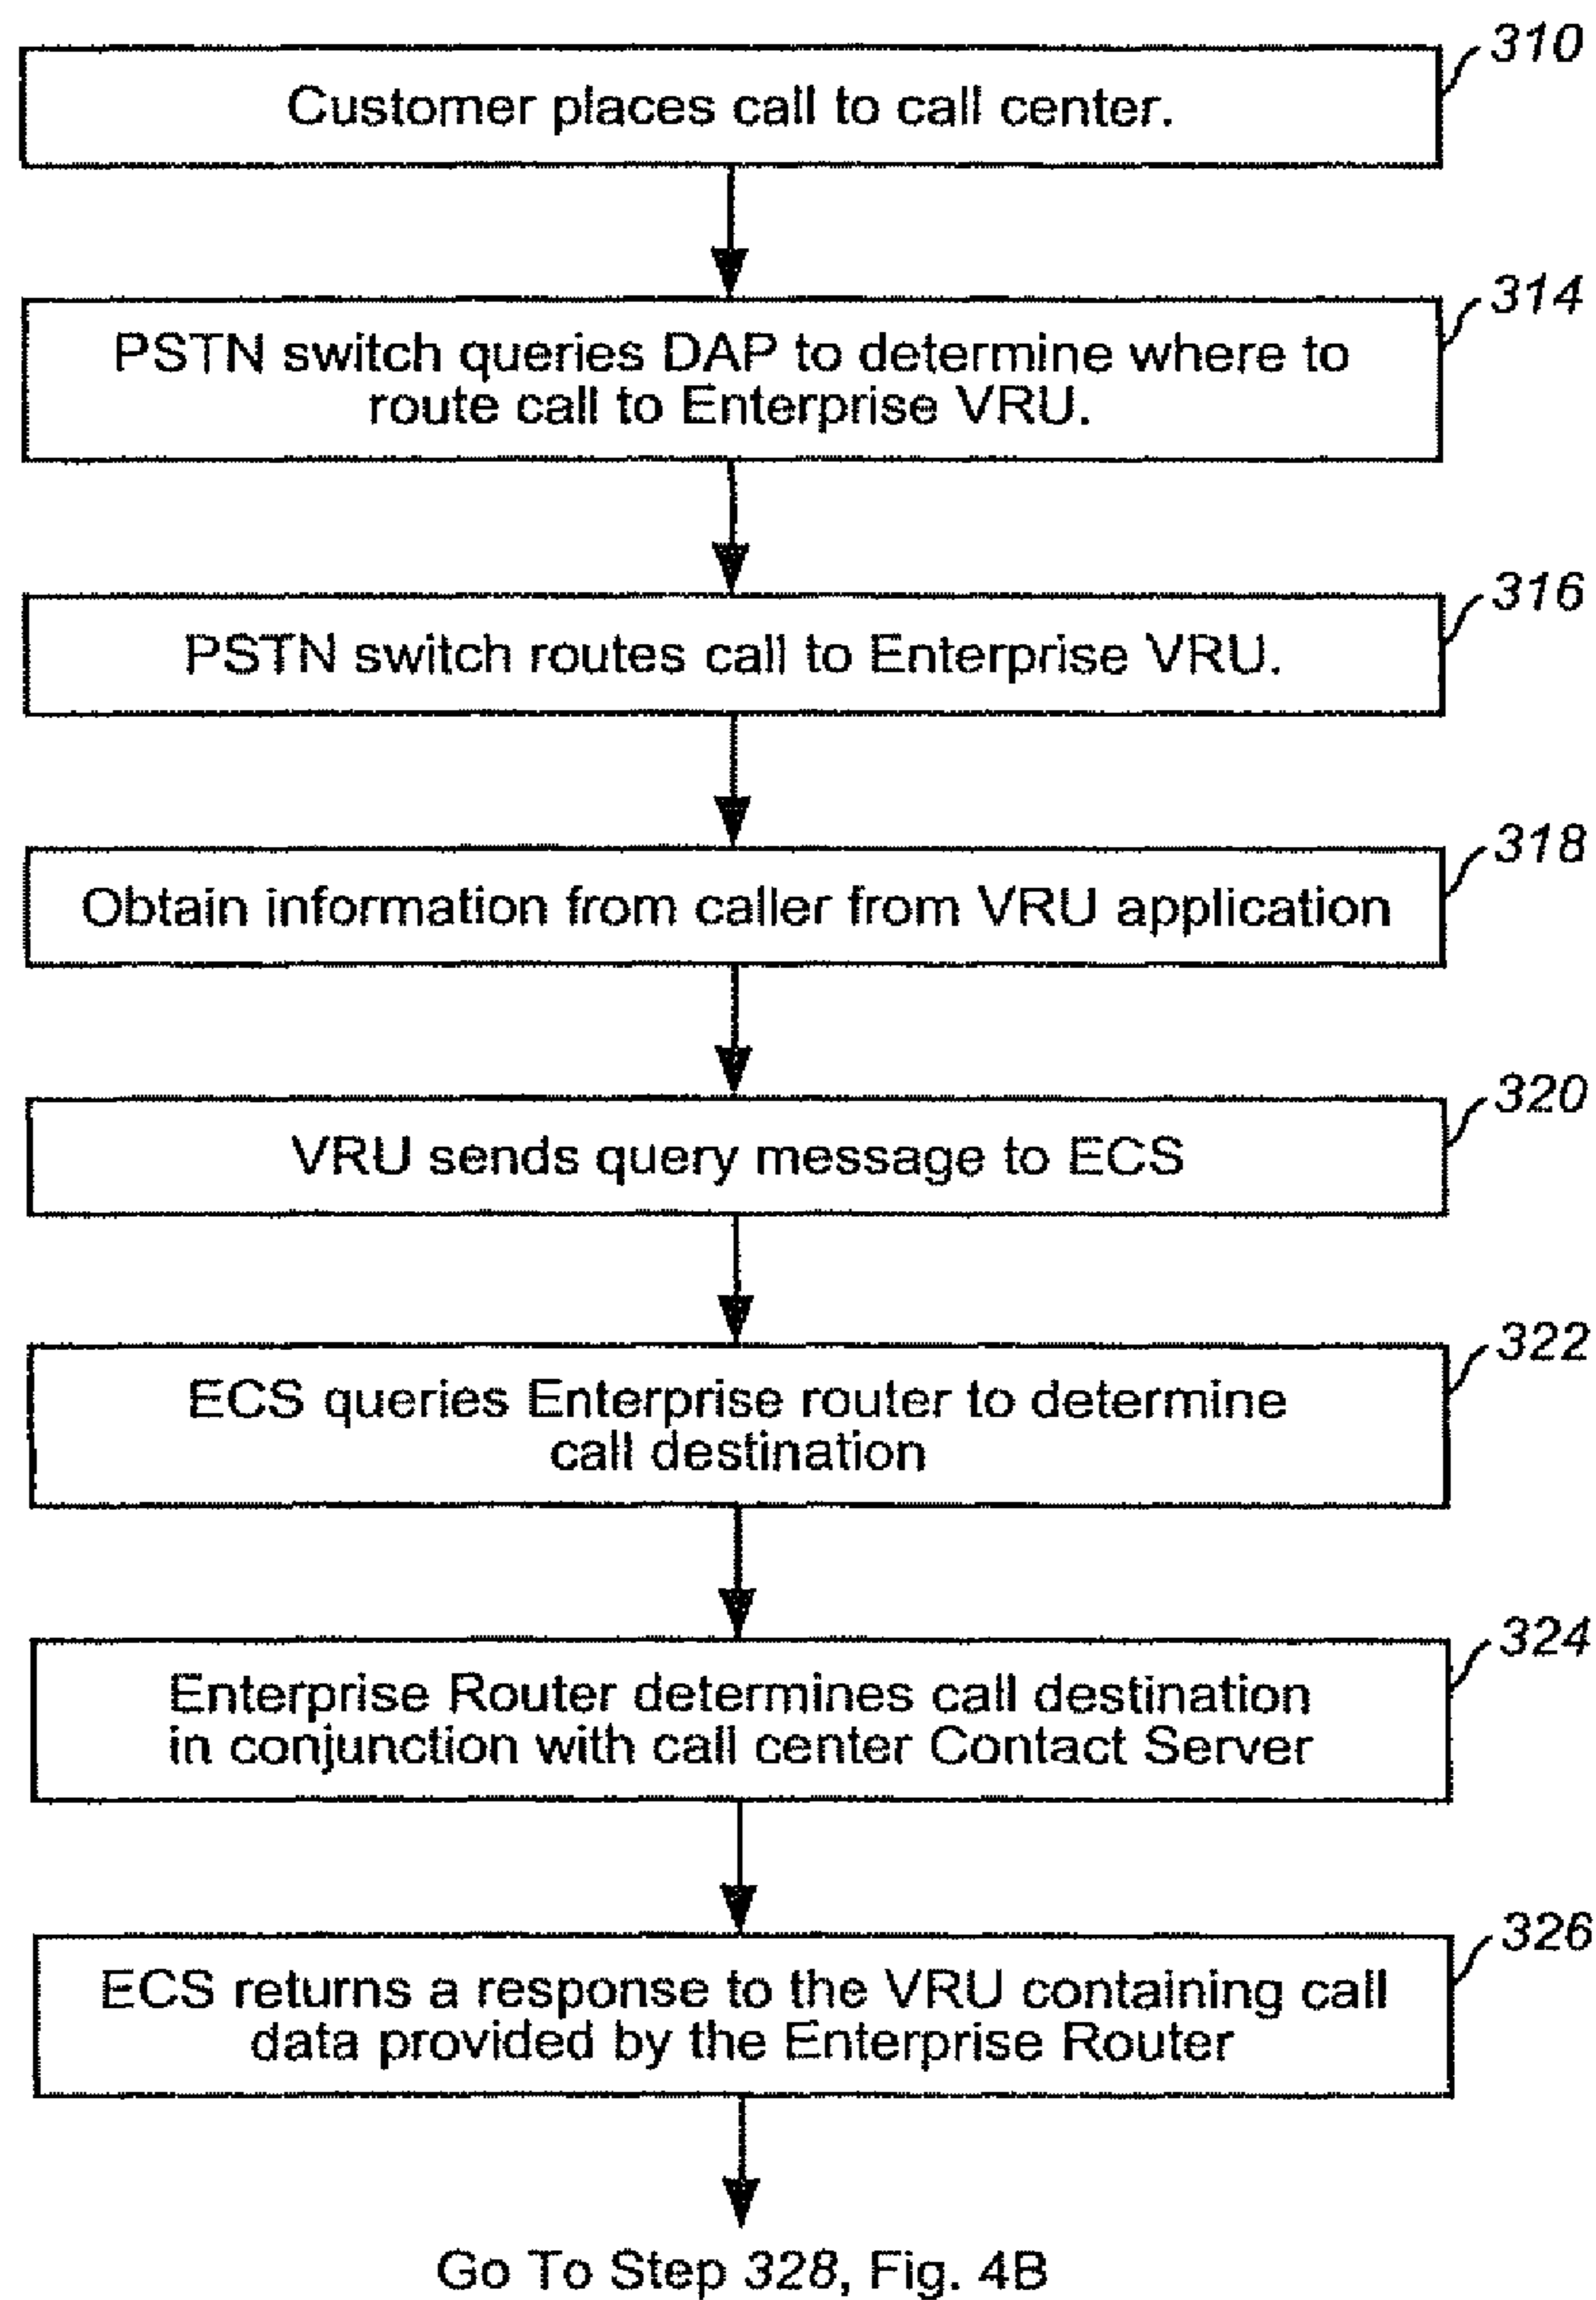 310
Customer places call to call center.
314
PSTN switch queries DAP to determine where to
route call to Enterprise VRU.
316
PSTN switch routes call to Enterprise VRU.
318
Obtain information from caller from VRU application
320
VRU sends query message to ECS
322
ECS queries Enterprise router to determine
call destination
324
Enterprise Router determines call destination
in conjunction with call center Contact Server
326
ECS returns a response to the VRU containing call
data provided by the Enterprise Router
Go To Step 328, Fig. 4B